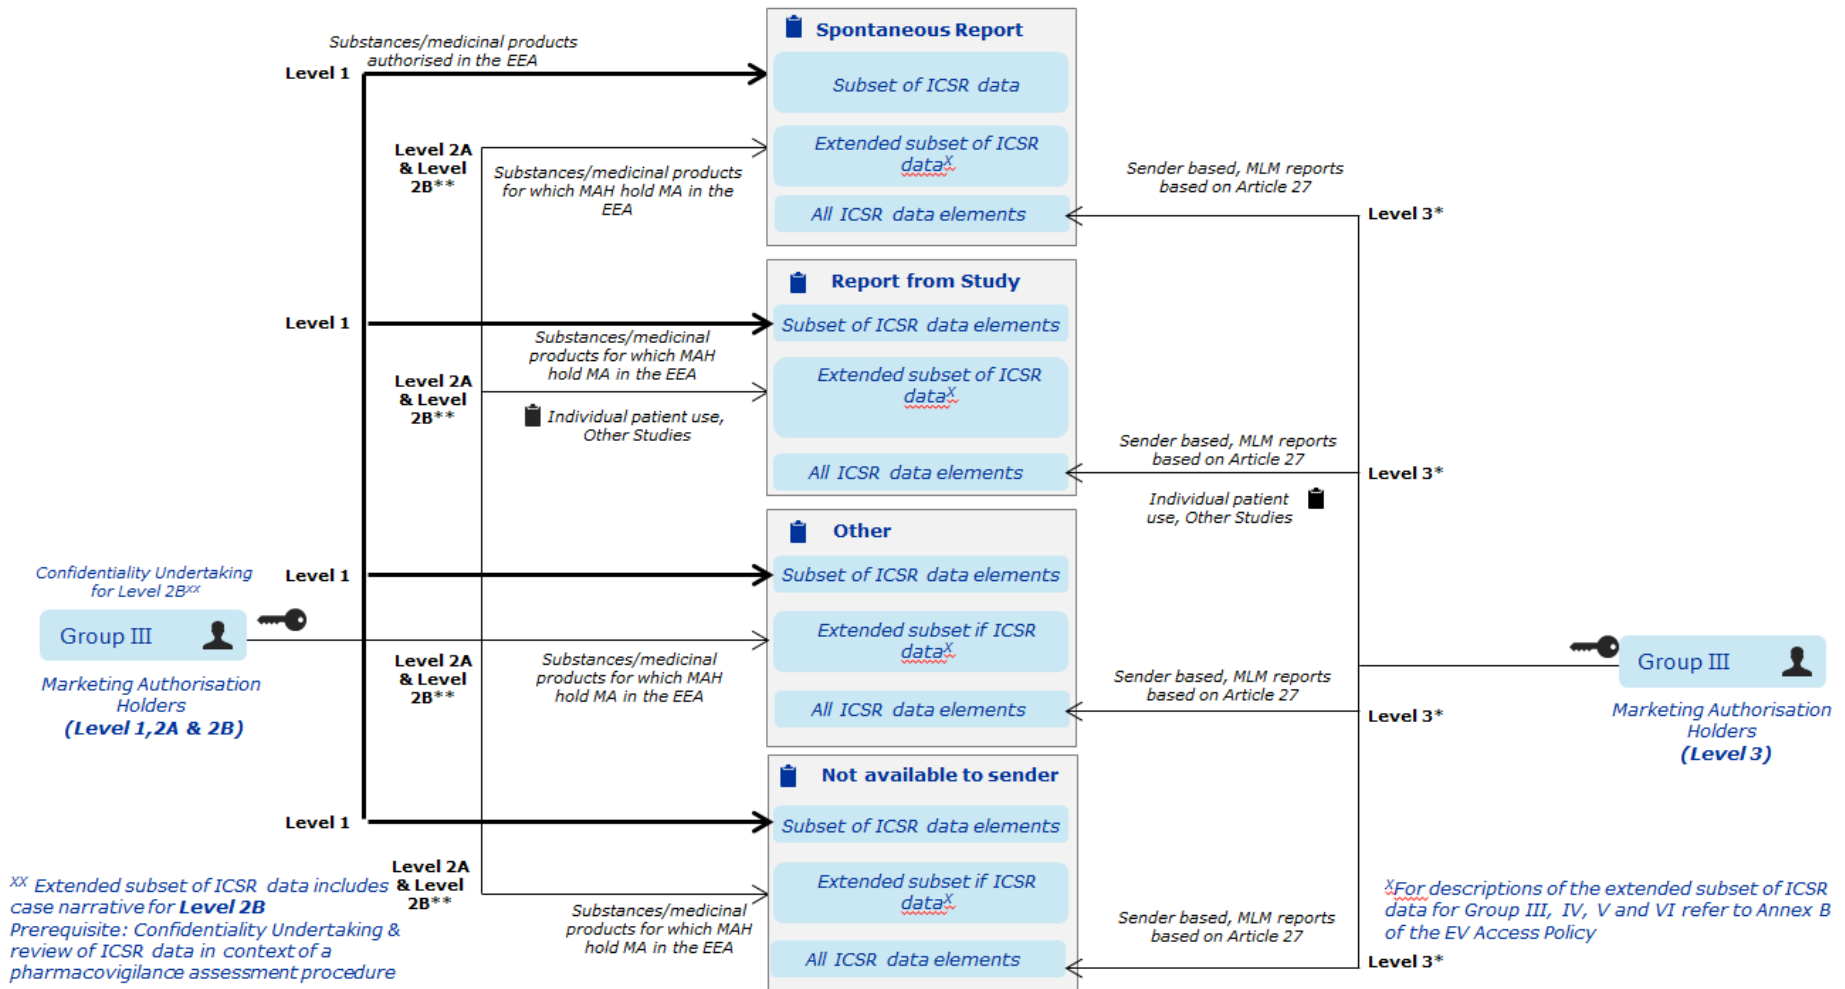 Spontaneous Report
Substances/medicinal products
authorised in the EEA
Level 1
Subset of ICSR data
Level 2A
& Level
2B**
Substances/medicinal products
for which MAH hold MA in the
EEA
Extended subset of ICSR
dataX
Sender based, MLM reports
based on Article 27
All ICSR data elements
Level 3*
Report from Study
Level 1
Subset of ICSR data elements
Substances/medicinal
products for which MAH
hold MA in the EEA
Level 2A
& Level
2B**
Extended subset of ICSR
dataX
Individual patient use,
Other Studies
Sender based, MLM reports
based on Article 27
All ICSR data elements
Level 3*
Individual patient
use, Other Studies
Other
Confidentiality Undertaking
for Level 2Bxx
Level 1
Subset of ICSR data elements
Group III
Marketing Authorisation
Holders
(Level 1,2A & 2B)
Level 2A
& Level
2B**
Substances/medicinal
products for which MAH
hold MA in the EEA
Extended subset if ICSR
dataX
Sender based, MLM reports
based on Article 27
All ICSR data elements
Level 3*
Group III
Marketing Authorisation
Holders
(Level 3)
Not available to sender
Level 1
Subset of ICSR data elements
Level 2A
& Level
2B**
Substances/medicinal
products for which MAH
hold MA in the EEA
Extended subset if ICSR
dataX
Sender based, MLM reports
based on Article 27
All ICSR data elements
Level 3*
XX Extended subset of ICSR data includes
case narrative for Level 2B
Prerequisite: Confidentiality Undertaking &
review of ICSR data in context of a
pharmacovigilance assessment procedure
XFor descriptions of the extended subset of ICSR
data for Group III, IV, V and VI refer to Annex B
of the EV Access Policy